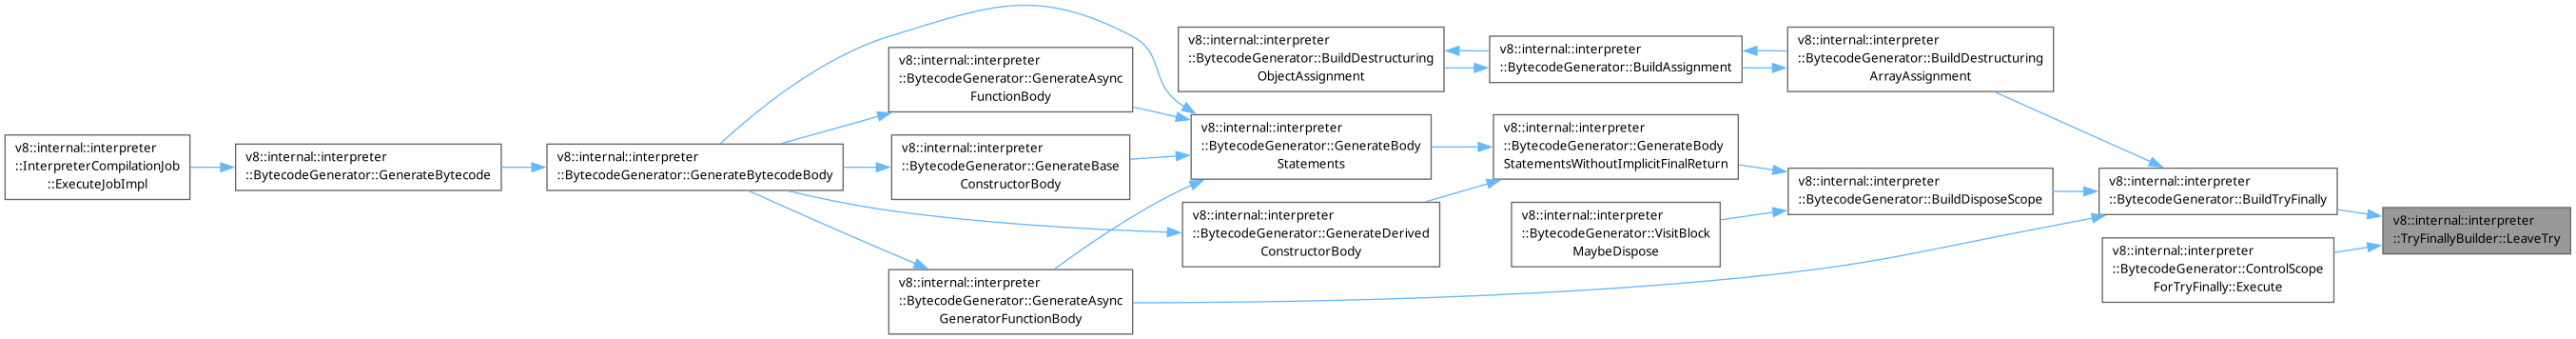 v8::internal::interpreter
::InterpreterCompilationJob
::ExecuteJobImpl
v8::internal::interpreter
::BytecodeGenerator::GenerateBytecode
v8::internal::interpreter
::BytecodeGenerator::GenerateBytecodeBody
v8::internal::interpreter
::BytecodeGenerator::GenerateAsync
FunctionBody
v8::internal::interpreter
::BytecodeGenerator::GenerateBase
ConstructorBody
v8::internal::interpreter
::BytecodeGenerator::GenerateAsync
GeneratorFunctionBody
v8::internal::interpreter
::BytecodeGenerator::BuildDestructuring
ObjectAssignment
v8::internal::interpreter
::BytecodeGenerator::GenerateBody
Statements
v8::internal::interpreter
::BytecodeGenerator::GenerateDerived
ConstructorBody
v8::internal::interpreter
::BytecodeGenerator::BuildAssignment
v8::internal::interpreter
::BytecodeGenerator::GenerateBody
StatementsWithoutImplicitFinalReturn
v8::internal::interpreter
::BytecodeGenerator::VisitBlock
MaybeDispose
v8::internal::interpreter
::BytecodeGenerator::BuildDestructuring
ArrayAssignment
v8::internal::interpreter
::BytecodeGenerator::BuildDisposeScope
v8::internal::interpreter
::BytecodeGenerator::BuildTryFinally
v8::internal::interpreter
::BytecodeGenerator::ControlScope
ForTryFinally::Execute
v8::internal::interpreter
::TryFinallyBuilder::LeaveTry